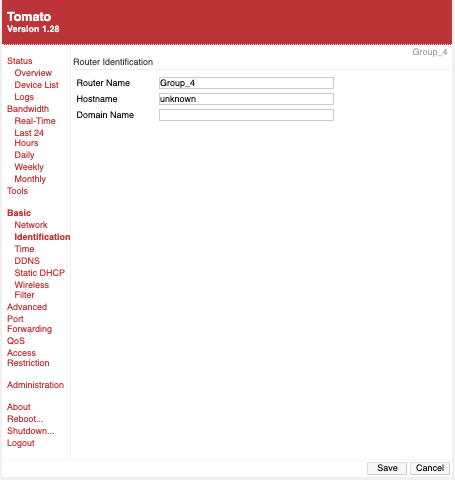 Tomato
Version 1.28
Group_4
Status
Overview
Device List
Logs
Bandwidth
Real-Time
Last 24
Hours
Daily
Weekly
Monthly
Tools
Basic
Network
Identification
Time
DDNS
Static DHCP
Wireless
Filter
Advanced
Port
Forwarding
QoS
Access
Restriction
Administration
About
Reboot...
Shutdown...
Logout
Router Identification
Router Name Group_4
Hostname unknown
Domain Name
Save Cancel